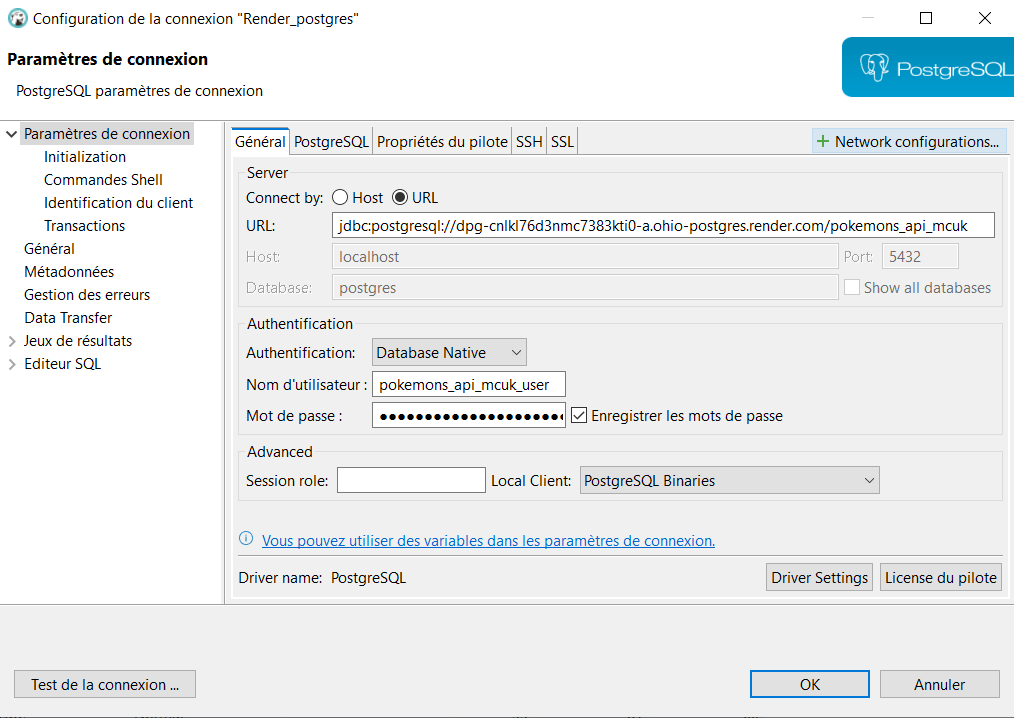 Configuration de la connexion "Render_postgres"
Paramètres de connexion
PostgreSQL paramètres de connexion
PostgreSQL
Paramètres de connexion
Initialization
Commandes Shell
Identification du client
Transactions
Général
Métadonnées
Gestion des erreurs
Data Transfer
Jeux de résultats
Editeur SQL
Général PostgreSQL Propriétés du pilote SSH SSL + Network configurations...
Server
Connect by: Host URL
URL: jdbc:postgresql://dpg-cnlkl76d3nmc7383kti0-a.ohio-postgres.render.com/pokemons_api_mcuk
Host: localhost Port: 5432
Database: postgres Show all databases
Authentification
Authentification: Database Native
Nom d'utilisateur : pokemons_api_mcuk_user
Mot de passe : ●●●●●●●●●●●●●●●●●●●●● Enregistrer les mots de passe
Advanced
Session role: Local Client: PostgreSQL Binaries
Vous pouvez utiliser des variables dans les paramètres de connexion.
Driver name: PostgreSQL Driver Settings License du pilote
Test de la connexion ... OK Annuler